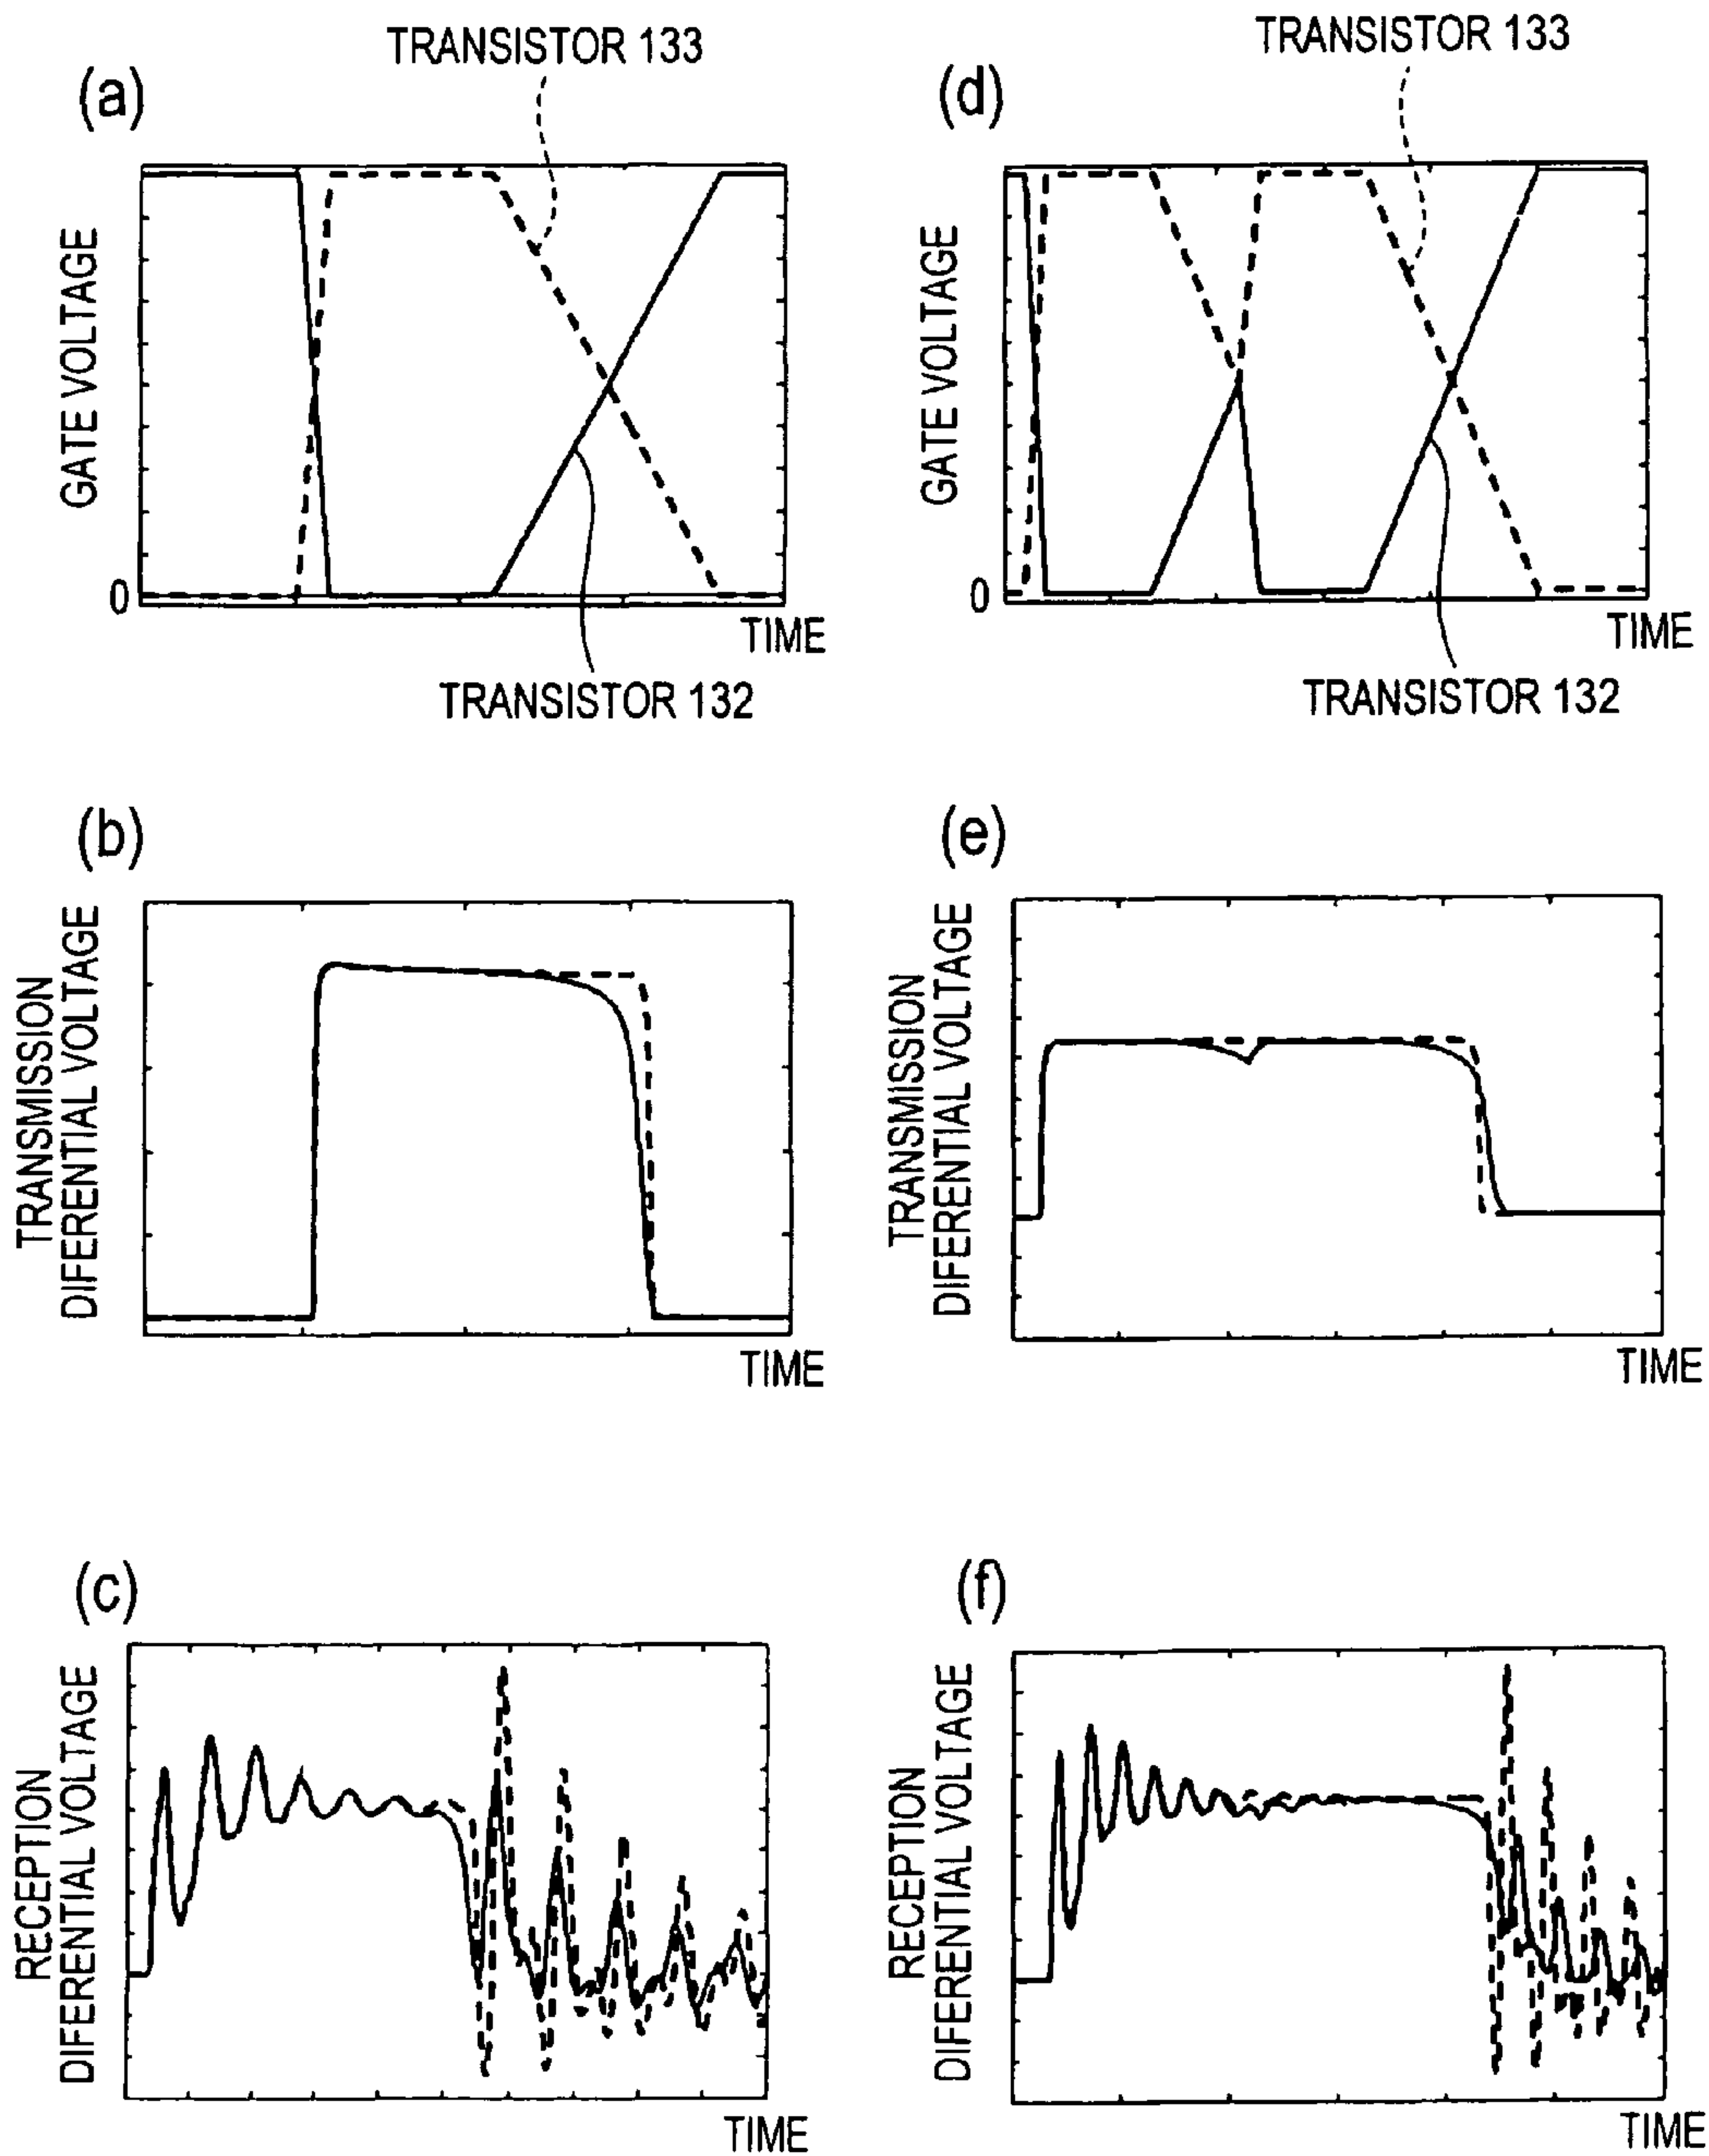 (a)
TRANSISTOR 133
GATE VOLTAGE
0
TIME
TRANSISTOR 132
(d)
TRANSISTOR 133
GATE VOLTAGE
0
TIME
TRANSISTOR 132
(b)
TRANSMISSION
DIFERENTIAL VOLTAGE
TIME
(e)
TRANSMISSION
DIFERENTIAL VOLTAGE
TIME
(c)
RECEPTION
DIFERENTIAL VOLTAGE
TIME
(f)
RECEPTION
DIFERENTIAL VOLTAGE
TIME